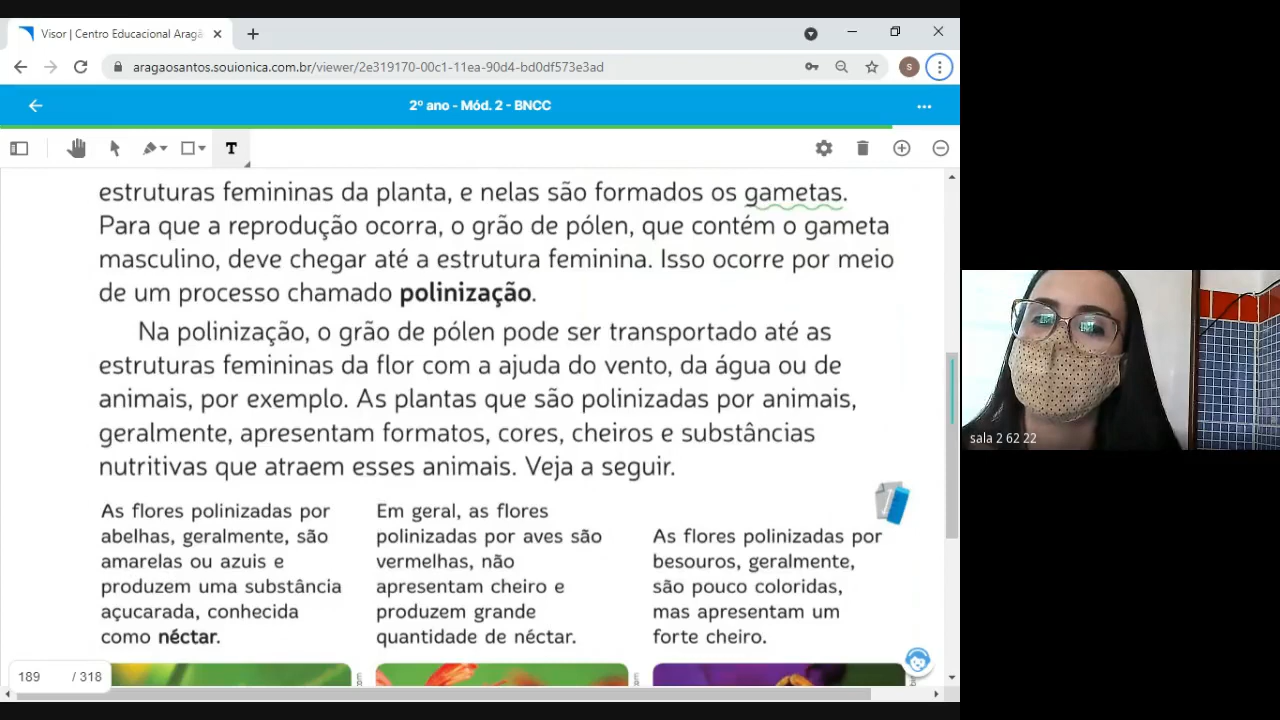 Visor | Centro Educacional Aragã
aragaosantos.souunica.com.br/viewer/2e319170-00c1-11ea-90d4-bd0df573e3ad
S
2º ano - Mód. 2 - BNCC
T
estruturas femininas da planta, e nelas são formados os gametas.
Para que a reprodução ocorra, o grão de pólen, que contém o gameta
masculino, deve chegar até a estrutura feminina. Isso ocorre por meio
de um processo chamado polinização.
Na polinização, o grão de pólen pode ser transportado até as
estruturas femininas da flor com a ajuda do vento, da água ou de
animais, por exemplo. As plantas que são polinizadas por animais,
geralmente, apresentam formatos, cores, cheiros e substâncias
nutritivas que atraem esses animais. Veja a seguir.
As flores polinizadas por
abelhas, geralmente, são
amarelas ou azuis e
produzem uma substância
açucarada, conhecida
como néctar.
Em geral, as flores
polinizadas por aves são
vermelhas, não
apresentam cheiro e
produzem grande
quantidade de néctar.
As flores polinizadas por
besouros, geralmente,
são pouco coloridas,
mas apresentam um
forte cheiro.
189 / 318
sala 2 62 22